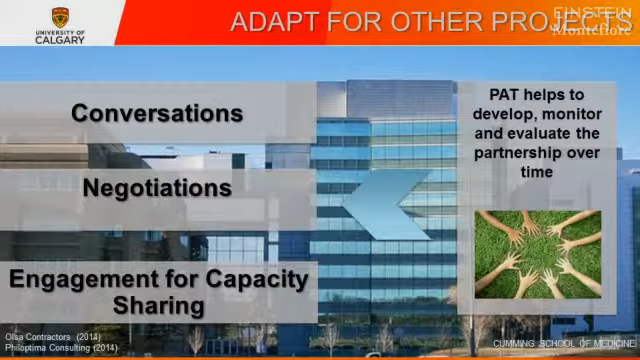 UNIVERSITY OF
CALGARY
ADAPT FOR OTHER PROJECTS
EINSTEIN
Montefiore
Conversations
Negotiations
Engagement for Capacity
Sharing
PAT helps to
develop, monitor
and evaluate the
partnership over
time
Olsa Contractors (2014)
Philoptima Consulting (2014)
CUMMING SCHOOL OF MEDICINE